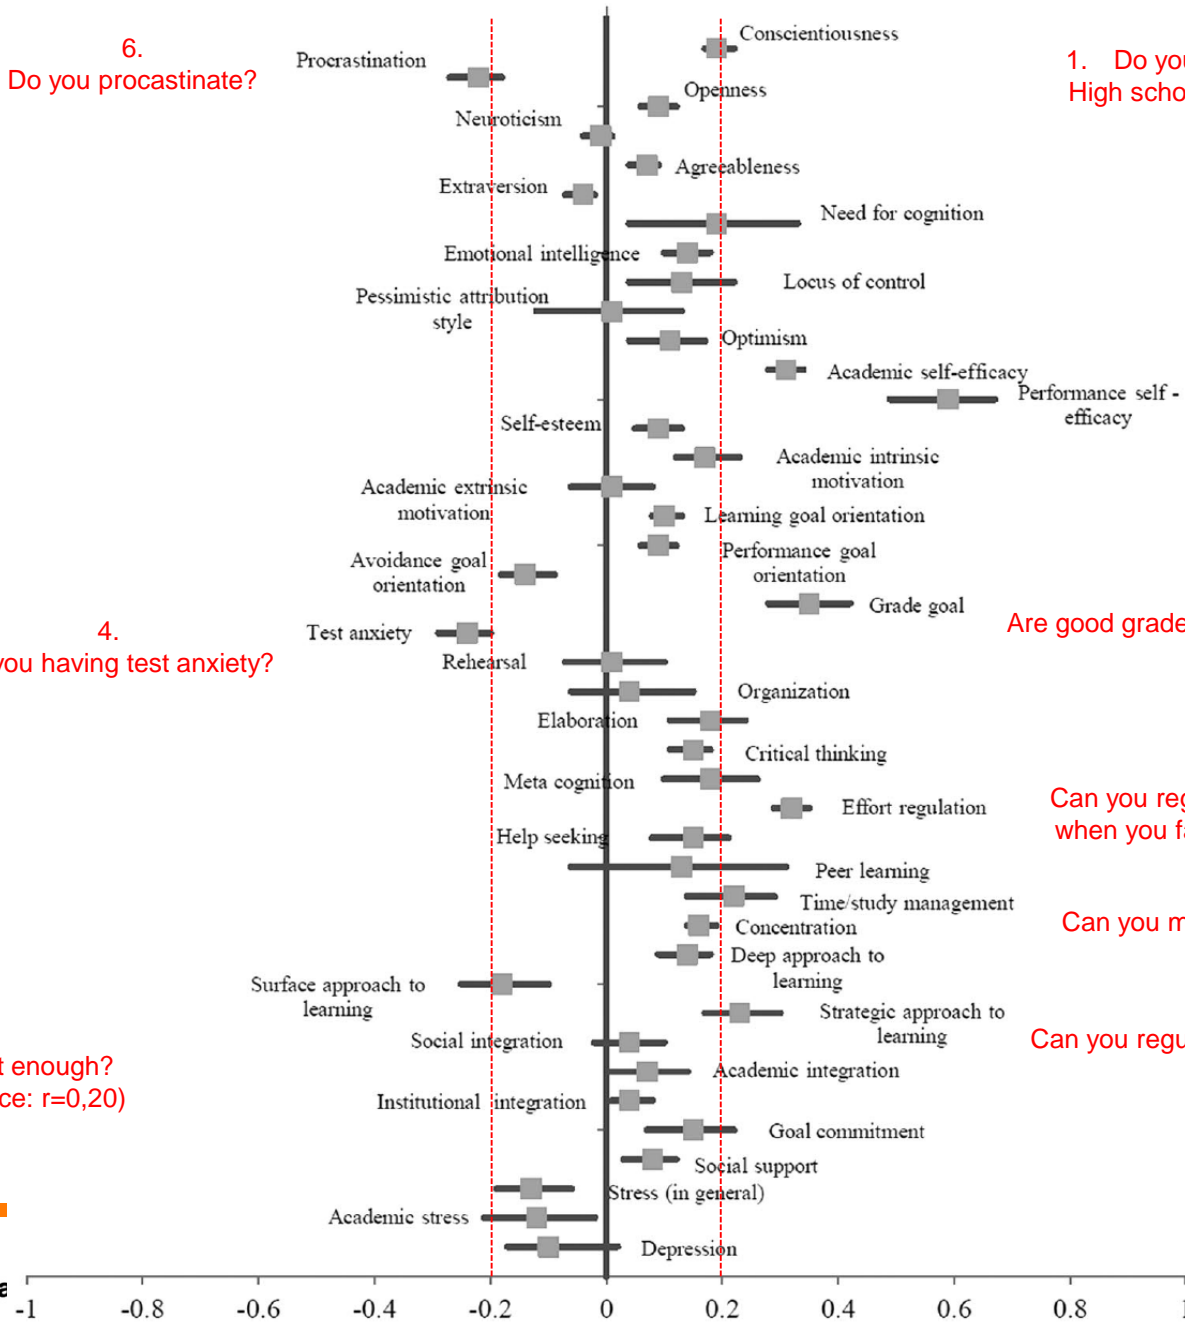 Conscientiousness
6.
Do you procastinate?
Procrastination
1. Do you
High scho
Openness
Neuroticism
Agreeableness
Extraversion
Need for cognition
Emotional intelligence
Locus of control
Pessimistic attribution
style
Optimism
Academic self-efficacy
Performance self -
efficacy
Self-esteem
Academic intrinsic
motivation
Academic extrinsic
motivation
Learning goal orientation
Performance goal
orientation
Avoidance goal
orientation
Grade goal
Are good grade
4.
you having test anxiety?
Test anxiety
Rehearsal
Organization
Elaboration
Critical thinking
Meta cognition
Can you reg
when you fa
Effort regulation
Help seeking
Peer learning
Time/study management
Can you m
Concentration
Deep approach to
learning
Surface approach to
learning
Strategic approach to
learning
Can you regu
Social integration
t enough?
ce: r=0,20)
Academic integration
Institutional integration
Goal commitment
Social support
Stress (in general)
Academic stress
Depression
a
-1 -0.8 -0.6 -0.4 -0.2 0 0.2 0.4 0.6 0.8